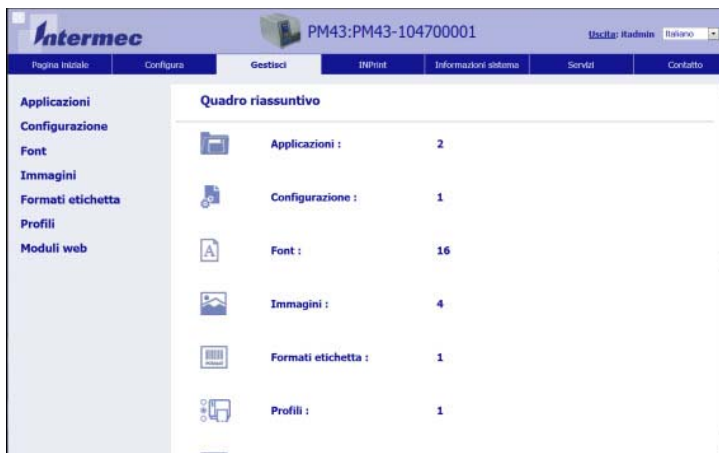 Intermec
PM43:PM43-104700001
Uscita: itadmin Italiano
Pagina iniziale Configura Gestisci INPrint Informazioni sistema Servizi Contatto
Applicazioni
Configurazione
Font
Immagini
Formati etichetta
Profili
Moduli web
Quadro riassuntivo
Applicazioni : 2
Configurazione : 1
Font : 16
Immagini : 4
Formati etichetta : 1
Profili : 1